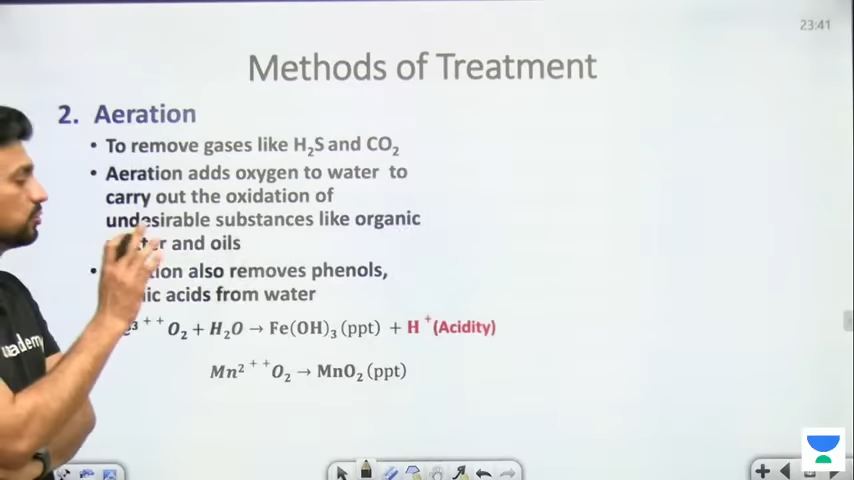 23:41
Methods of Treatment
2. Aeration
• To remove gases like H₂S and CO₂
• Aeration adds oxygen to water to
carry out the oxidation of
undesirable substances like organic
and oils
• also removes phenols,
acids from water
³⁺ + O₂ + H₂O → Fe(OH)₃ (ppt) + H⁺ (Acidity)
Mn²⁺ + O₂ → MnO₂ (ppt)